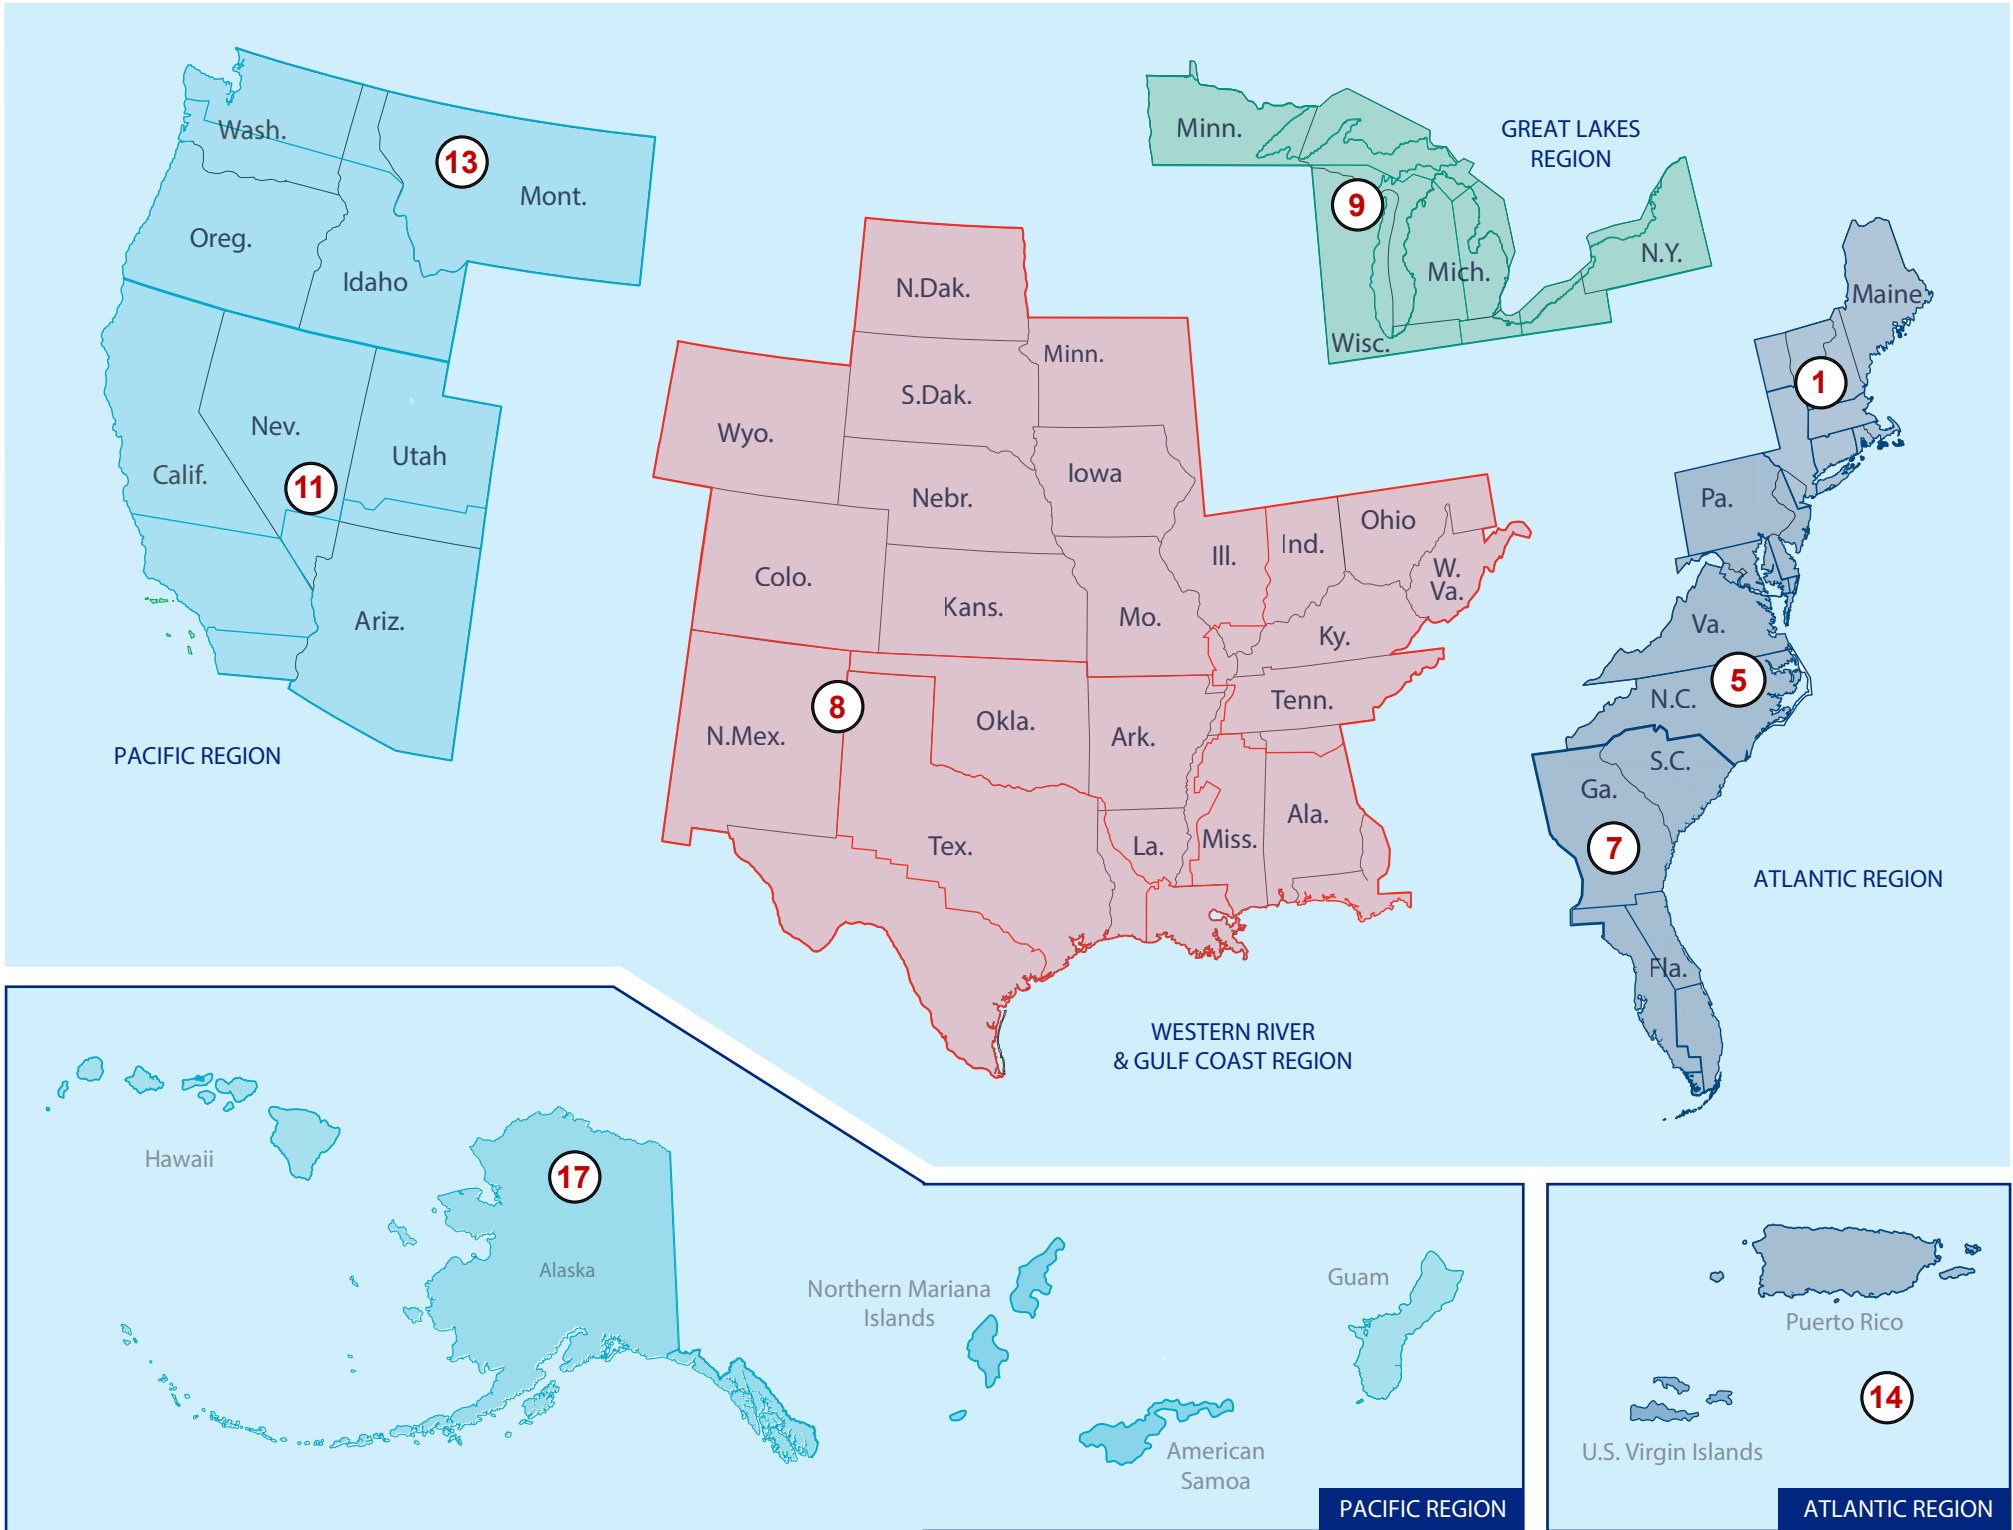 Wash.
13
Mont.
Oreg.
Idaho
Nev.
Calif.
Utah
11
Ariz.
PACIFIC REGION
N.Dak.
Minn.
S.Dak.
Wyo.
Iowa
Nebr.
Ohio
Ill.
Ind.
W.
Va.
Colo.
Kans.
Mo.
Ky.
8
Tenn.
N.Mex.
Okla.
Ark.
Tex.
La.
Miss.
Ala.
WESTERN RIVER
& GULF COAST REGION
Minn.
GREAT LAKES
REGION
9
Mich.
N.Y.
Wisc.
Maine
1
Pa.
Va.
5
N.C.
S.C.
Ga.
7
ATLANTIC REGION
Fla.
Hawaii
17
Alaska
Northern Mariana
Islands
Guam
American
Samoa
PACIFIC REGION
Puerto Rico
14
U.S. Virgin Islands
ATLANTIC REGION